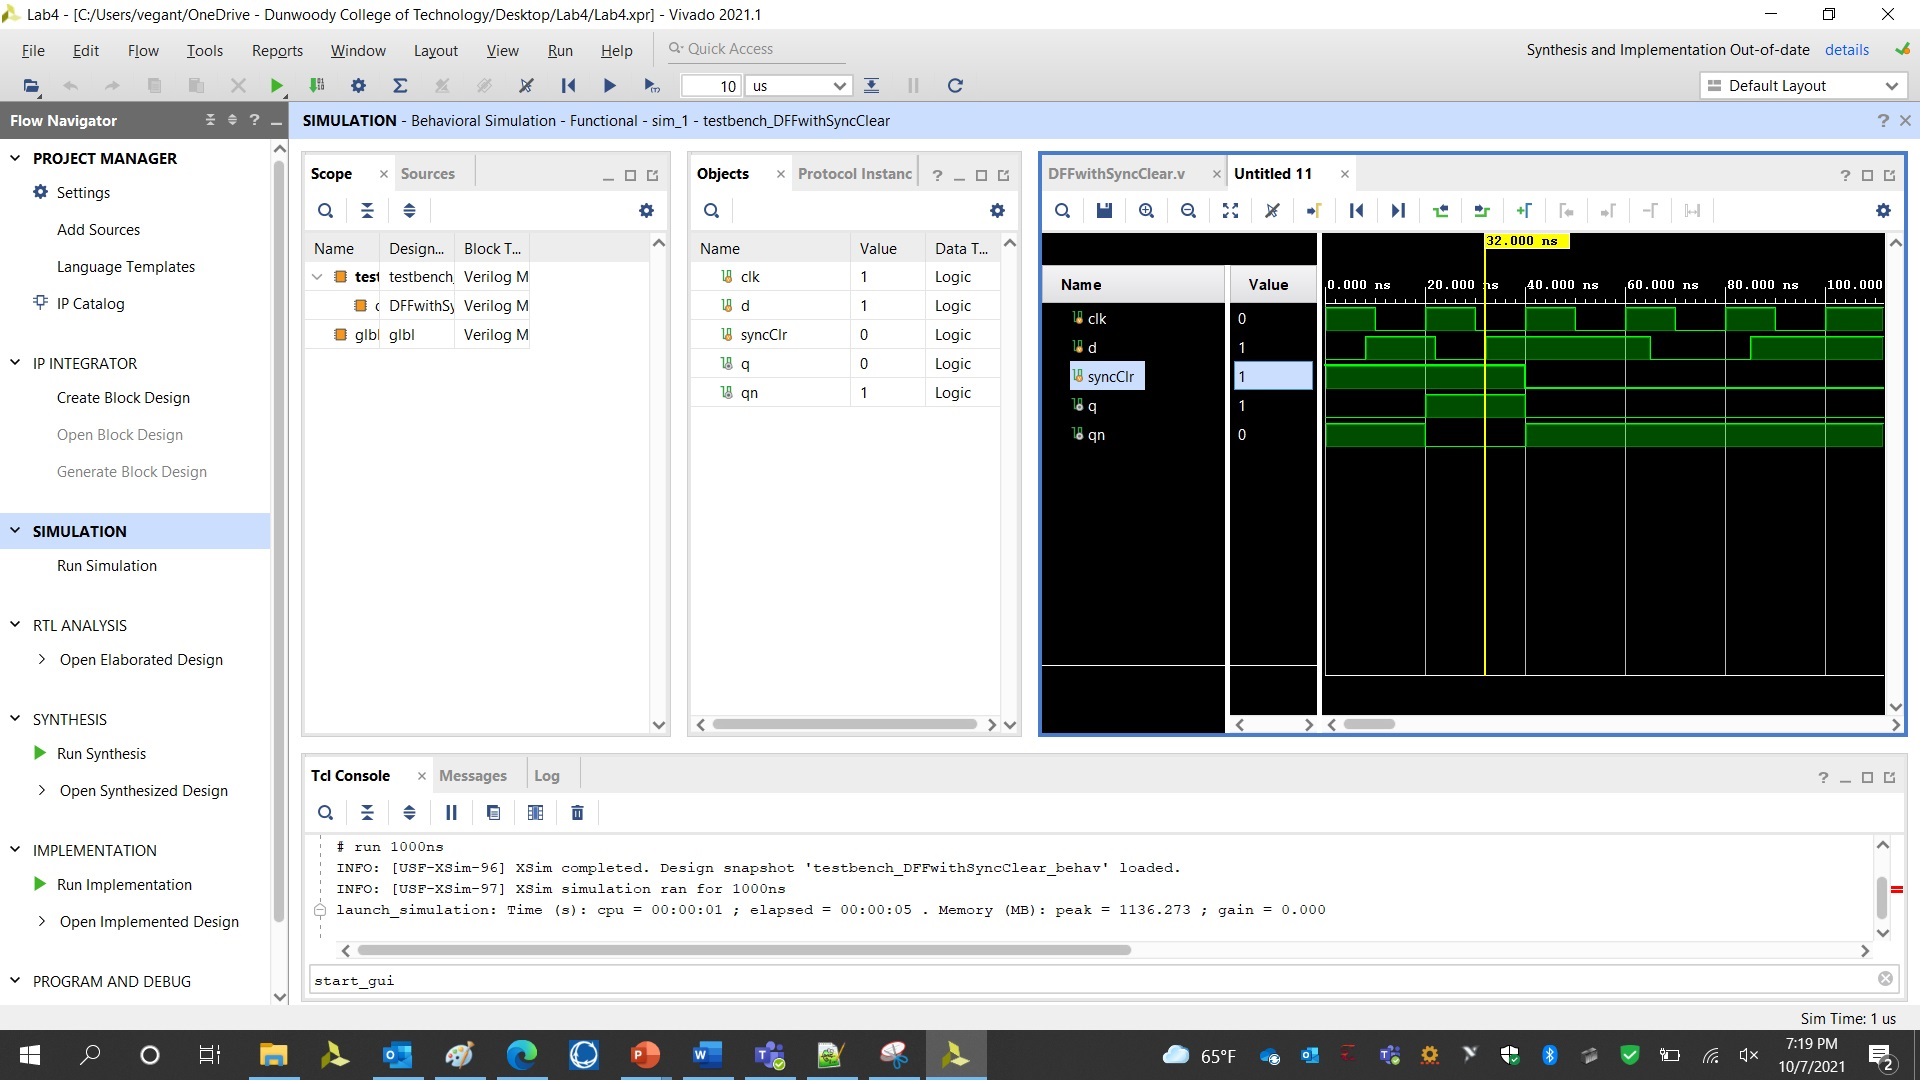 Lab4 - [C:/Users/vegant/OneDrive - Dunwoody College of Technology/Desktop/Lab4/Lab4.xpr] - Vivado 2021.1
File Edit Flow Tools Reports Window Layout View Run Help Quick Access
Synthesis and Implementation Out-of-date details
10 us
Default Layout
Flow Navigator
SIMULATION - Behavioral Simulation - Functional - sim_1 - testbench_DFFwithSyncClear
PROJECT MANAGER
Settings
Add Sources
Language Templates
IP Catalog
IP INTEGRATOR
Create Block Design
Open Block Design
Generate Block Design
SIMULATION
Run Simulation
RTL ANALYSIS
Open Elaborated Design
SYNTHESIS
Run Synthesis
Open Synthesized Design
IMPLEMENTATION
Run Implementation
Open Implemented Design
PROGRAM AND DEBUG
Scope Sources
Name Design... Block T...
test testbench_ Verilog M
d DFFwithSy Verilog M
glbl glbl Verilog M
Objects Protocol Instanc
Name Value Data T...
clk 1 Logic
d 1 Logic
syncClr 0 Logic
q 0 Logic
qn 1 Logic
DFFwithSyncClear.v Untitled 11
32.000 ns
Name Value
0.000 ns 20.000 ns 40.000 ns 60.000 ns 80.000 ns 100.000
clk 0
d 1
syncClr 1
q 1
qn 0
Tcl Console Messages Log
# run 1000ns
INFO: [USF-XSim-96] XSim completed. Design snapshot 'testbench_DFFwithSyncClear_behav' loaded.
INFO: [USF-XSim-97] XSim simulation ran for 1000ns
launch_simulation: Time (s): cpu = 00:00:01 ; elapsed = 00:00:05 . Memory (MB): peak = 1136.273 ; gain = 0.000
start_gui
Sim Time: 1 us
65°F
7:19 PM
10/7/2021
2